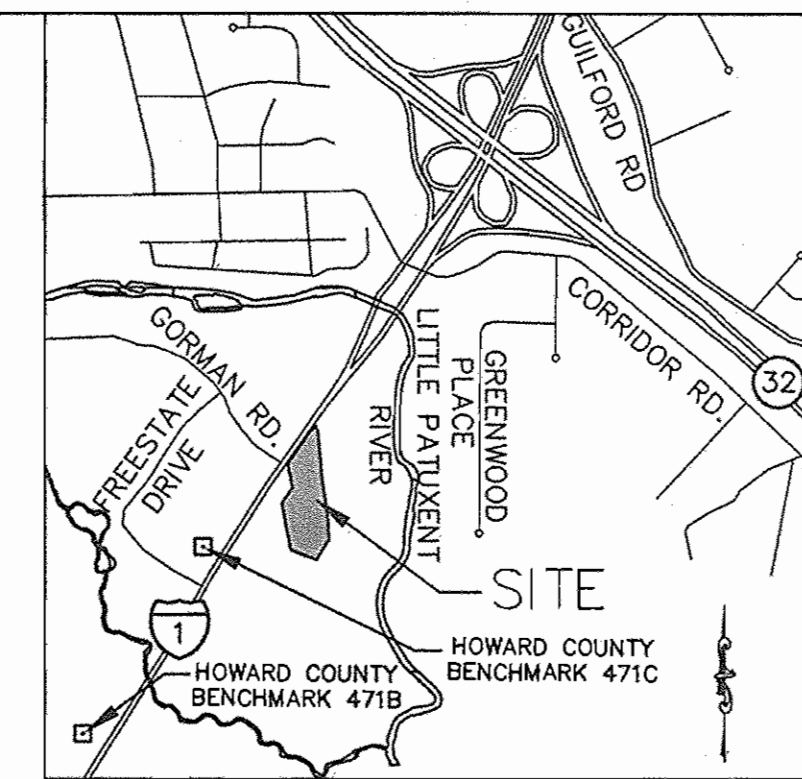 GUILFORD RD
CORRIDOR RD.
32
GORMAN RD.
FREESTATE
DRIVE
LITTLE PATUXENT
RIVER
GREENWOOD
PLACE
SITE
1
HOWARD COUNTY
BENCHMARK 471C
HOWARD COUNTY
BENCHMARK 471B